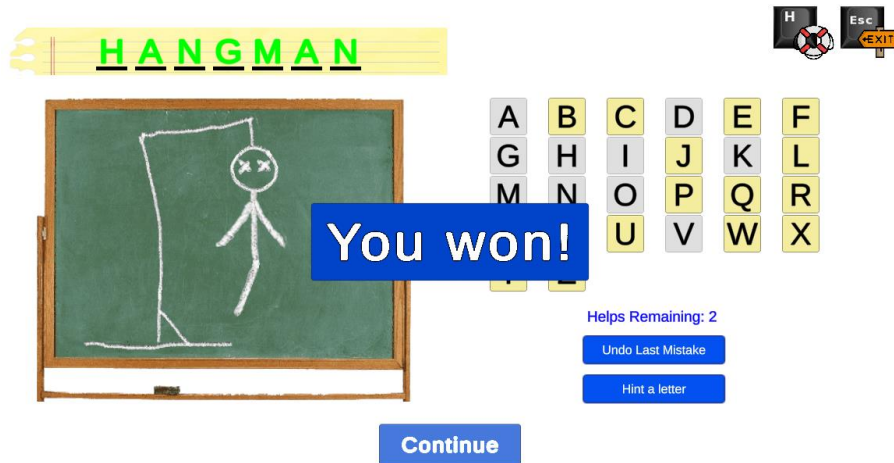 H
Esc
EXIT
HANGMAN
A B C D E F
G H I J K L
M N O P Q R
U V W X
You won!
Helps Remaining: 2
Undo Last Mistake
Hint a letter
Continue